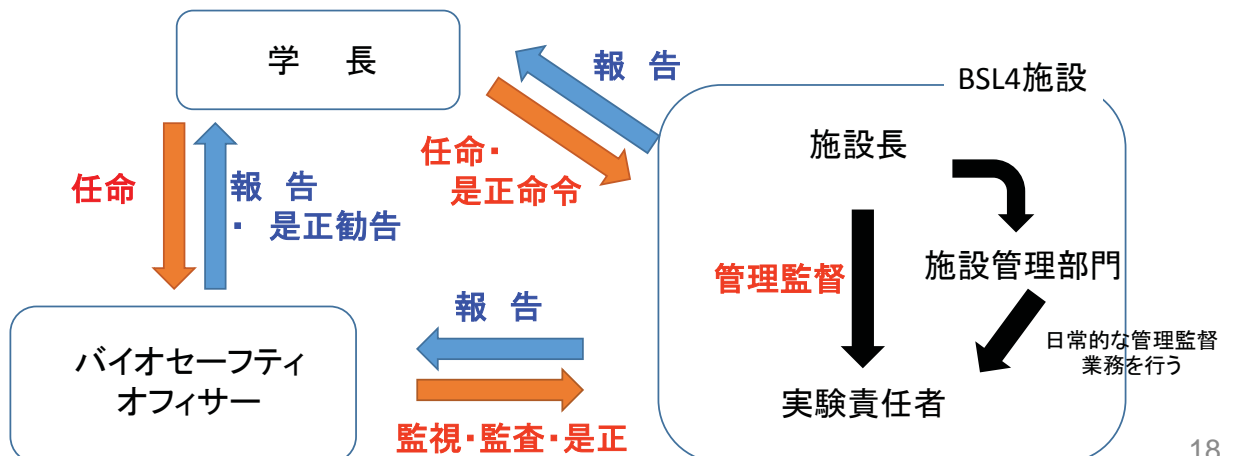 学　長
報 告
BSL4施設
施設長
任命・
是正命令
任命
報 告
・ 是正勧告
管理監督
施設管理部門
報 告
日常的な管理監督
業務を行う
バイオセーフティ
オフィサー
実験責任者
監視・監査・是正
18